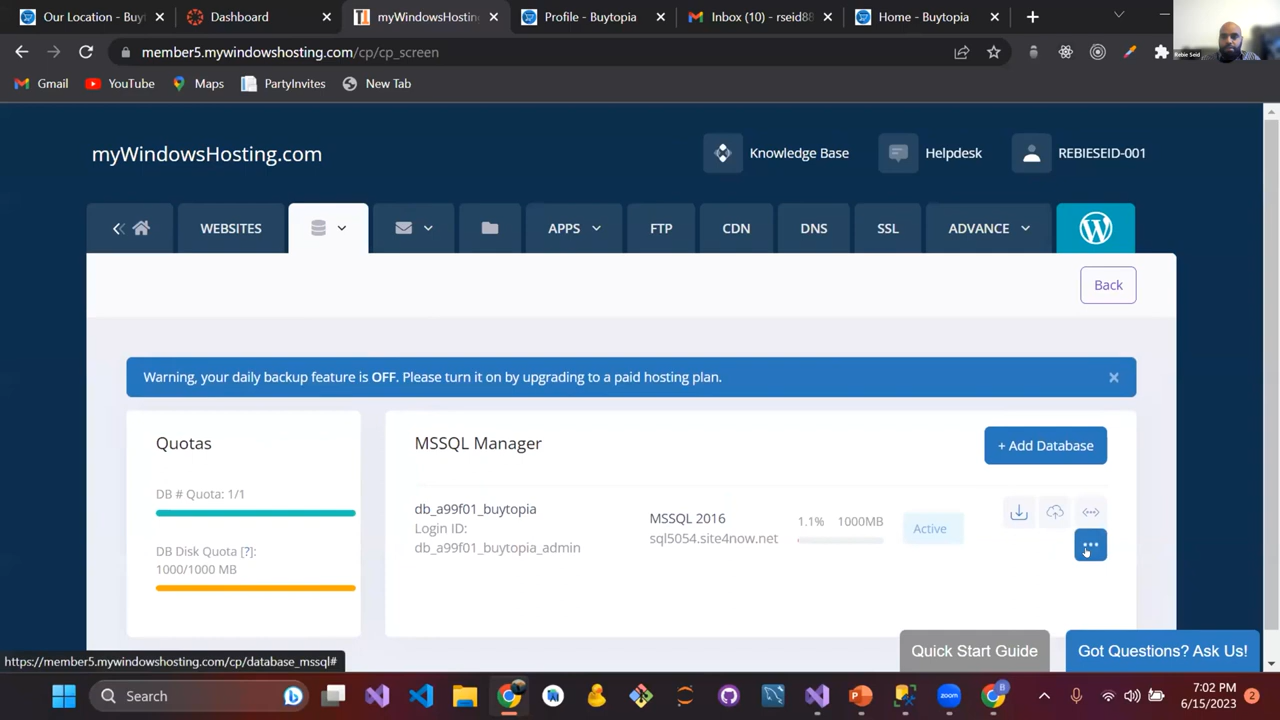 Our Location - Buyt
Dashboard
myWindowsHostin
Profile - Buytopia
Inbox (10) - rseid88
Home - Buytopia
member5.mywindowshosting.com/cp/cp_screen
Rebie Seid
Gmail
YouTube
Maps
PartyInvites
New Tab
myWindowsHosting.com
Knowledge Base
Helpdesk
REBIESEID-001
WEBSITES
APPS
FTP
CDN
DNS
SSL
ADVANCE
Back
Warning, your daily backup feature is OFF. Please turn it on by upgrading to a paid hosting plan.
Quotas
DB # Quota: 1/1
DB Disk Quota [?]:
1000/1000 MB
MSSQL Manager
+ Add Database
db_a99f01_buytopia
Login ID:
db_a99f01_buytopia_admin
MSSQL 2016
sql5054.site4now.net
1.1% 1000MB
Active
Quick Start Guide
Got Questions? Ask Us!
https://member5.mywindowshosting.com/cp/database_mssql#
Search
7:02 PM
6/15/2023
2